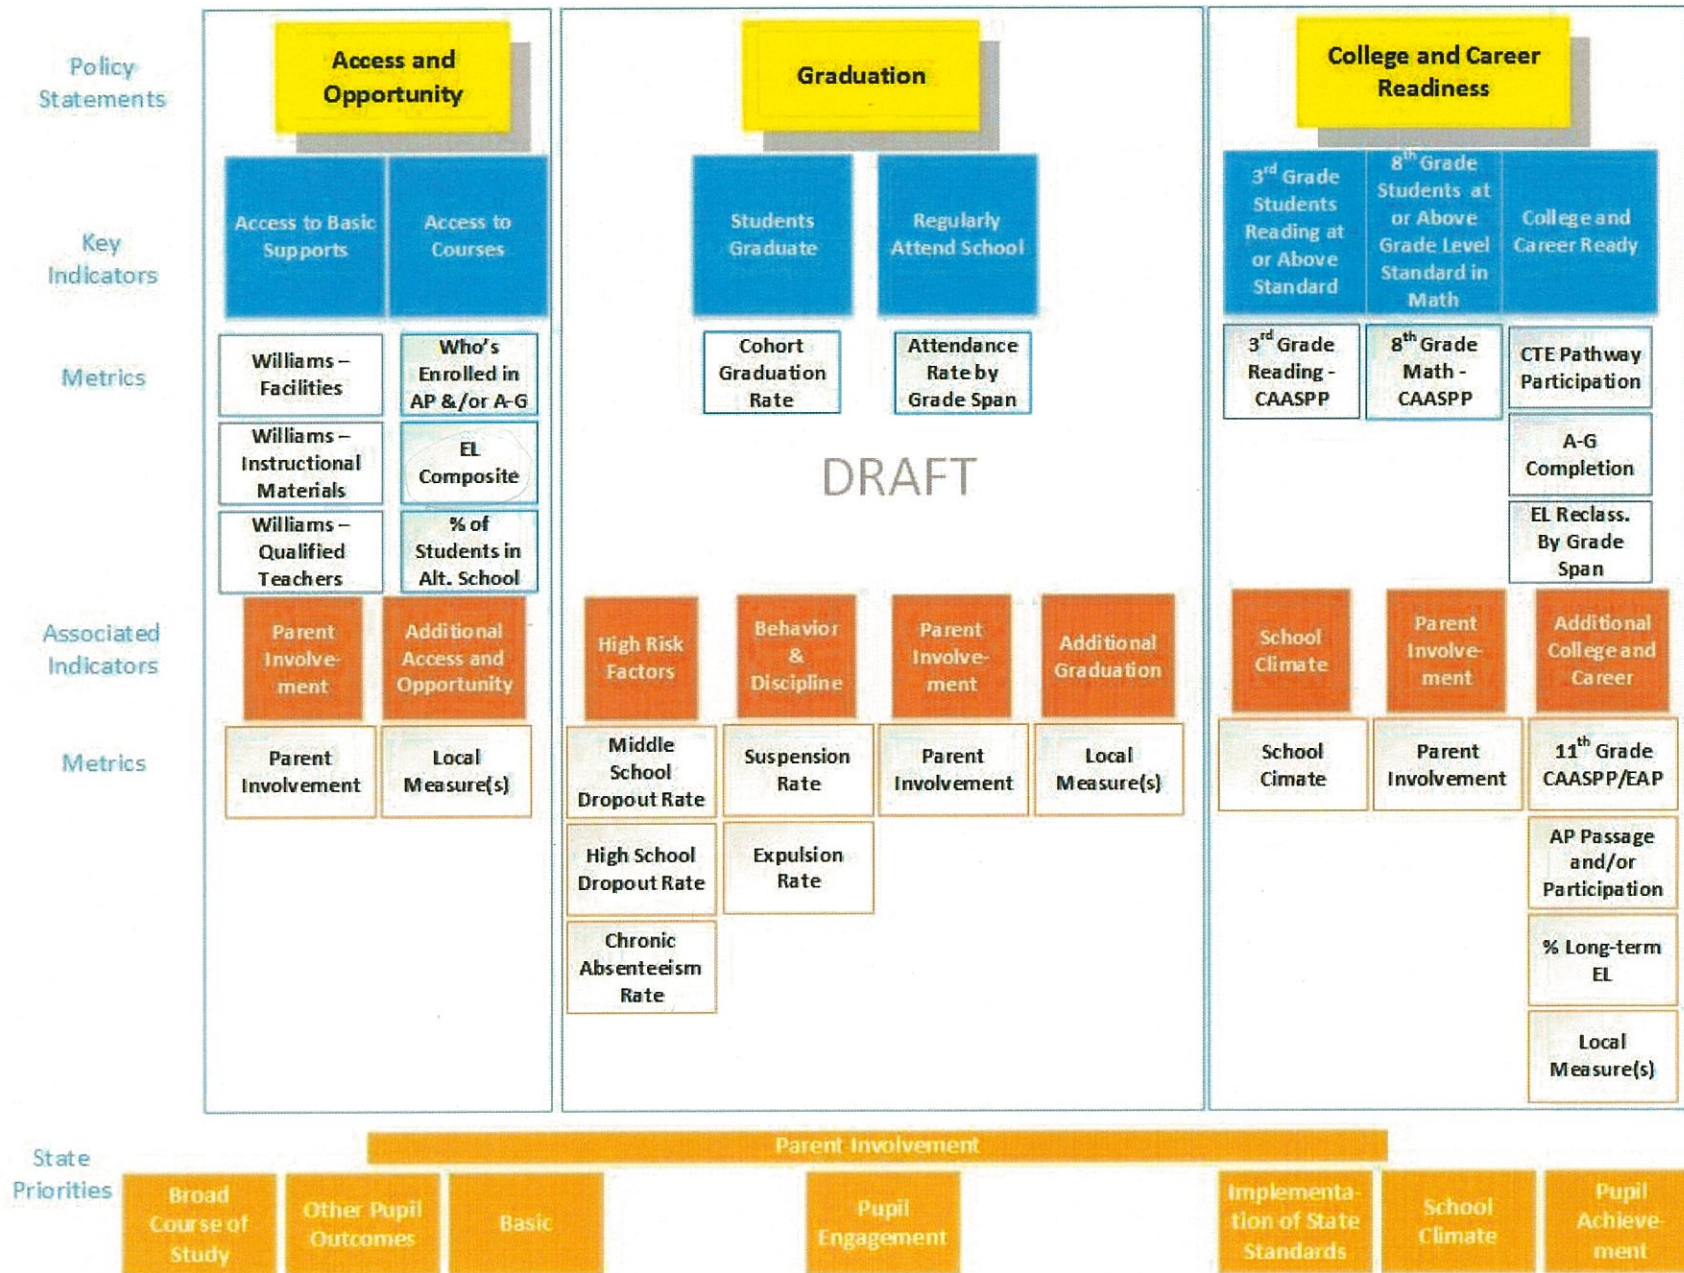 Policy
Statements
Access and
Opportunity
Graduation
College and Career
Readiness
Key
Indicators
Access to Basic
Supports
Access to
Courses
Students
Graduate
Regularly
Attend School
3rd Grade
Students
Reading at
or Above
Standard
8th Grade
Students at
or Above
Grade Level
Standard in
Math
College and
Career Ready
Metrics
Williams –
Facilities
Who's
Enrolled in
AP &/or A-G
Cohort
Graduation
Rate
Attendance
Rate by
Grade Span
3rd Grade
Reading -
CAASPP
8th Grade
Math -
CAASPP
CTE Pathway
Participation
Williams –
Instructional
Materials
EL
Composite
DRAFT
A-G
Completion
Williams –
Qualified
Teachers
% of
Students in
Alt. School
EL Reclass.
By Grade
Span
Associated
Indicators
Parent
Involve-
ment
Additional
Access and
Opportunity
High Risk
Factors
Behavior
&
Discipline
Parent
Involve-
ment
Additional
Graduation
School
Climate
Parent
Involve-
ment
Additional
College and
Career
Metrics
Parent
Involvement
Local
Measure(s)
Middle
School
Dropout Rate
Suspension
Rate
Parent
Involvement
Local
Measure(s)
School
Cimate
Parent
Involvement
11th Grade
CAASPP/EAP
High School
Dropout Rate
Expulsion
Rate
AP Passage
and/or
Participation
Chronic
Absenteeism
Rate
% Long-term
EL
Local
Measure(s)
State
Priorities
Parent Involvement
Broad
Course of
Study
Other Pupil
Outcomes
Basic
Pupil
Engagement
Implementa-
tion of State
Standards
School
Climate
Pupil
Achieve-
ment